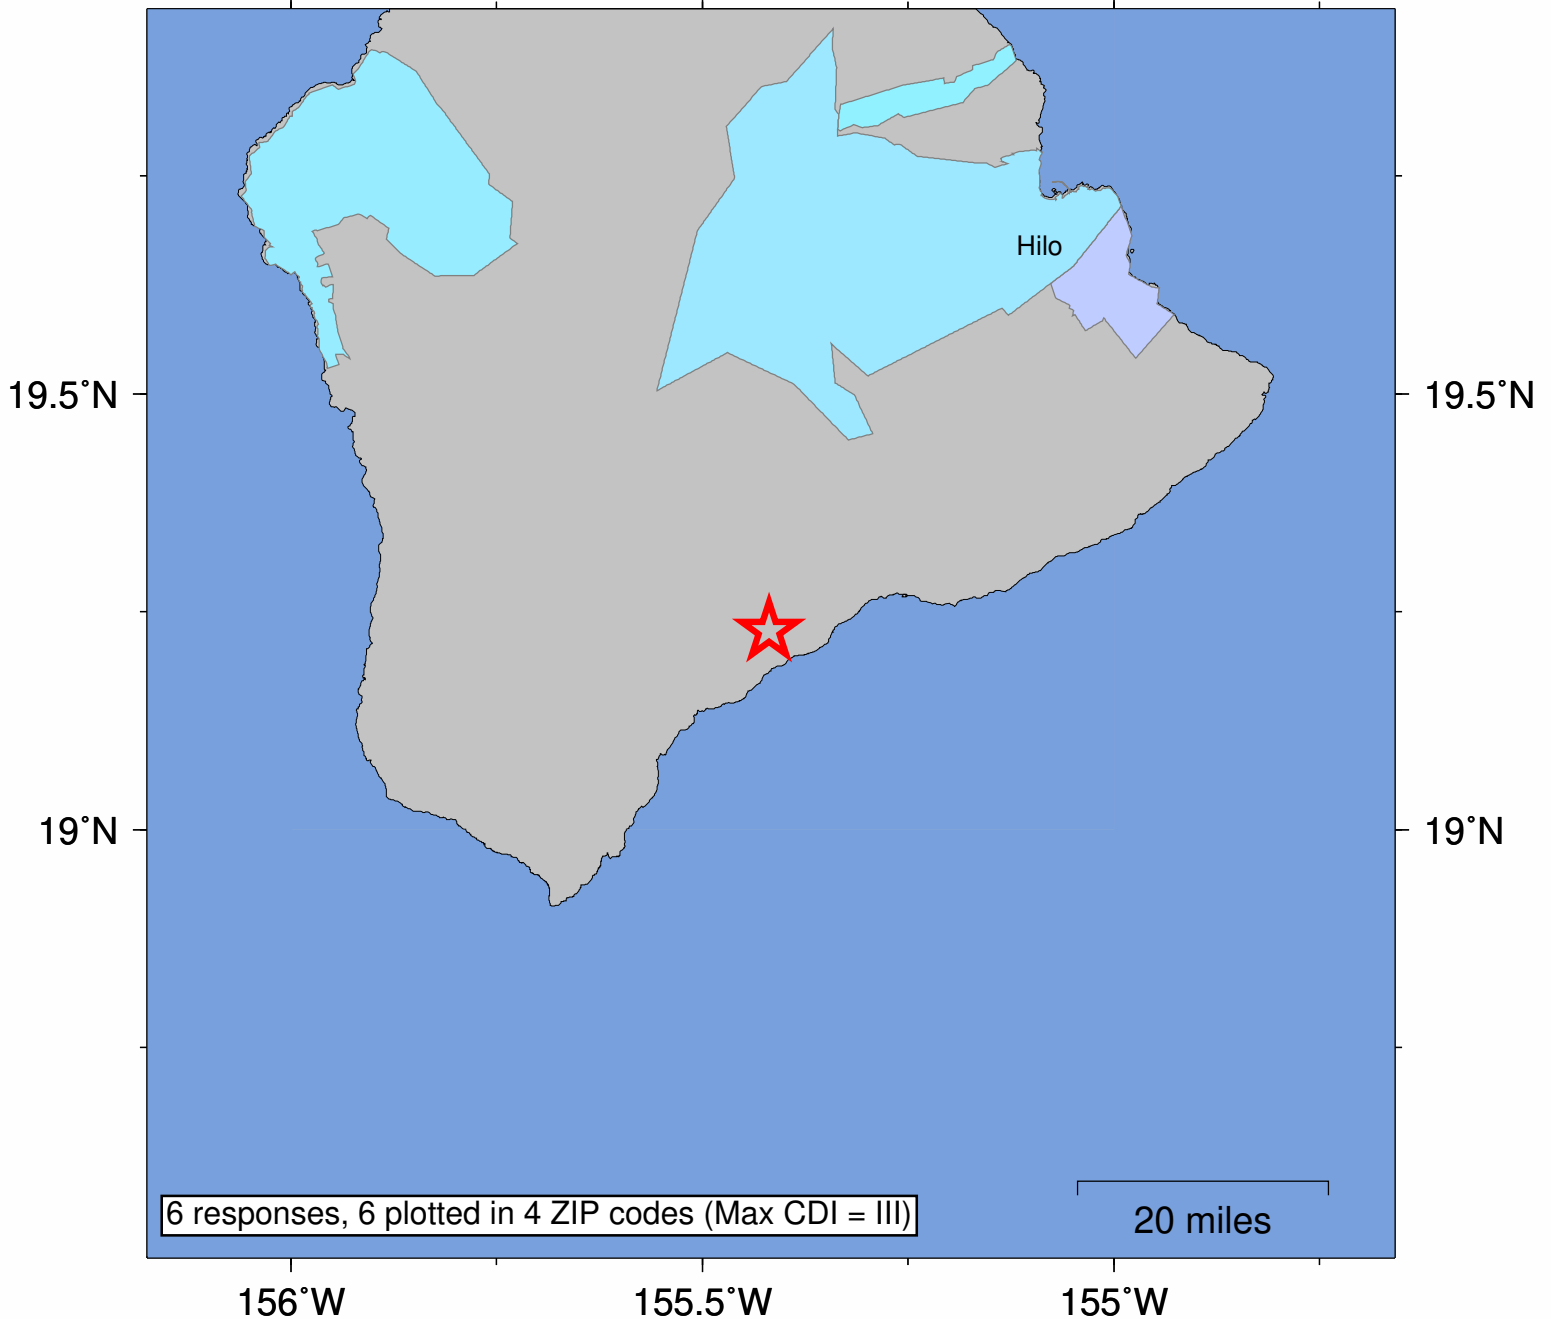 Hilo
19.5˚N
19.5˚N
19˚N
19˚N
6 responses, 6 plotted in 4 ZIP codes (Max CDI = III)
20 miles
156˚W
155.5˚W
155˚W